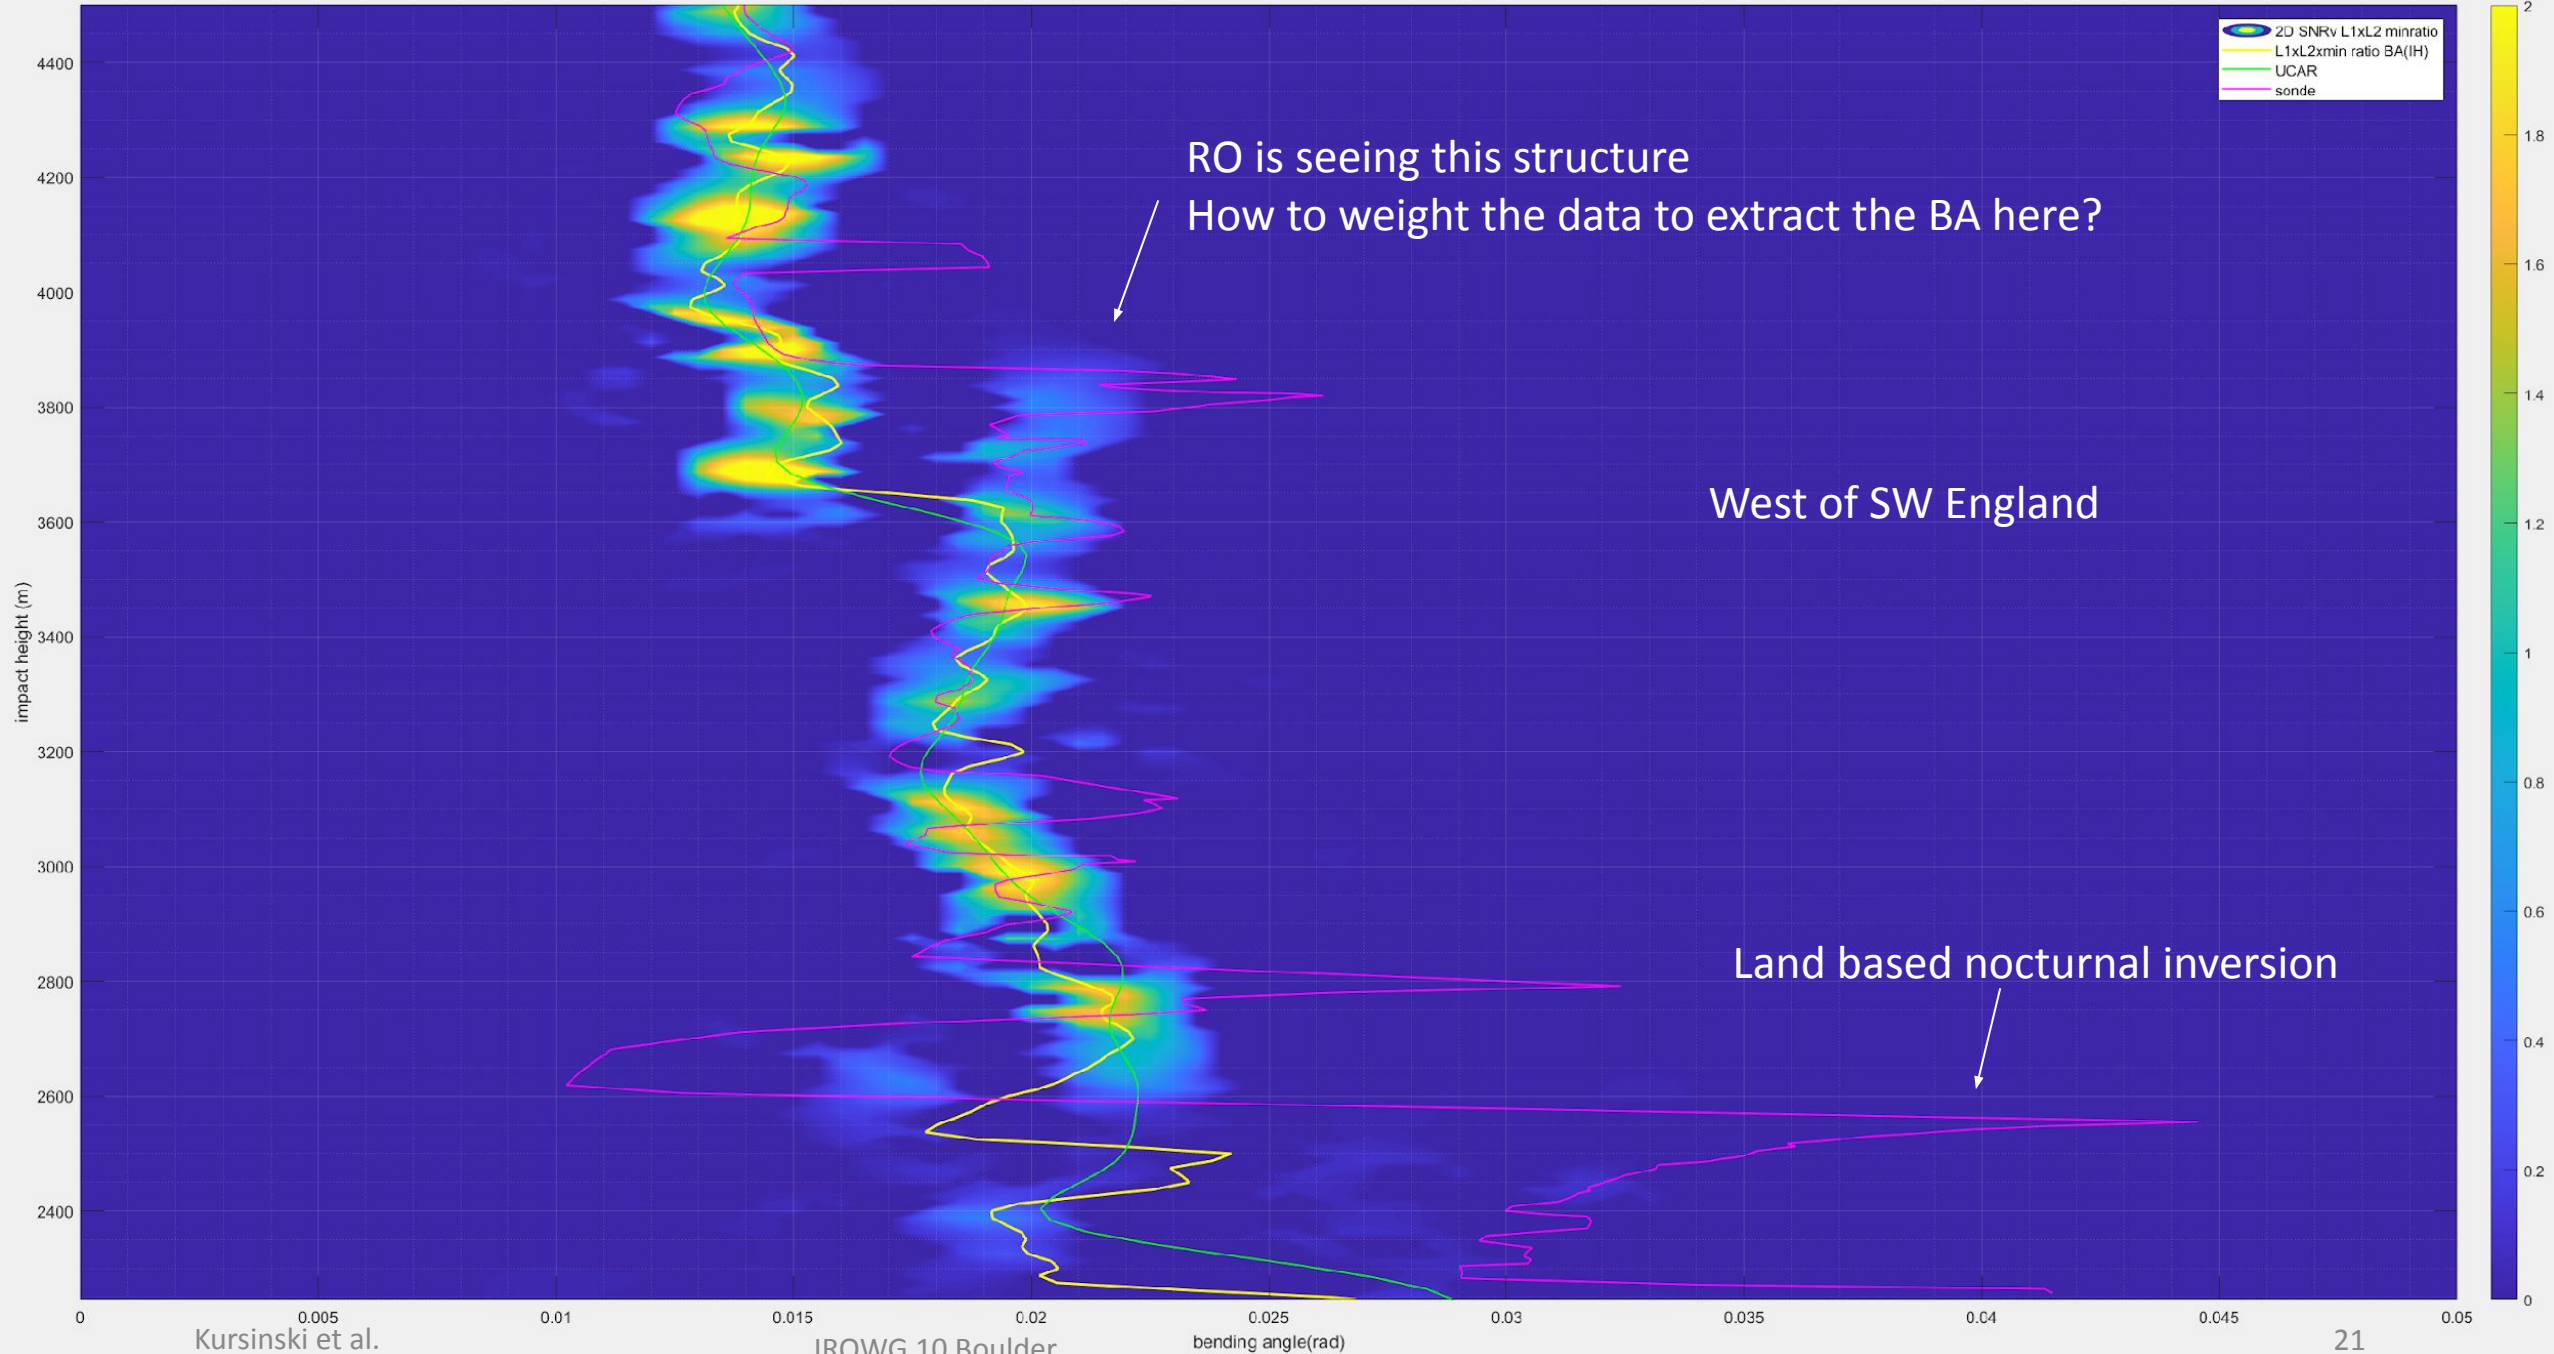 2
2D SNRv L1xL2 minratio
L1xL2xmin ratio BA(IH)
UCAR
sonde
4400
1.8
RO is seeing this structure
4200
How to weight the data to extract the BA here?
1.6
4000
1.4
3800
West of SW England
3600
1.2
impact height (m)
3400
1
3200
0.8
3000
Land based nocturnal inversion
0.6
2800
0.4
2600
0.2
2400
0
0
0.005
0.01
0.015
0.02
0.025
0.03
0.035
0.04
0.045
0.05
bending angle(rad)
Kursinski et al.
IROWG 10 Boulder
21